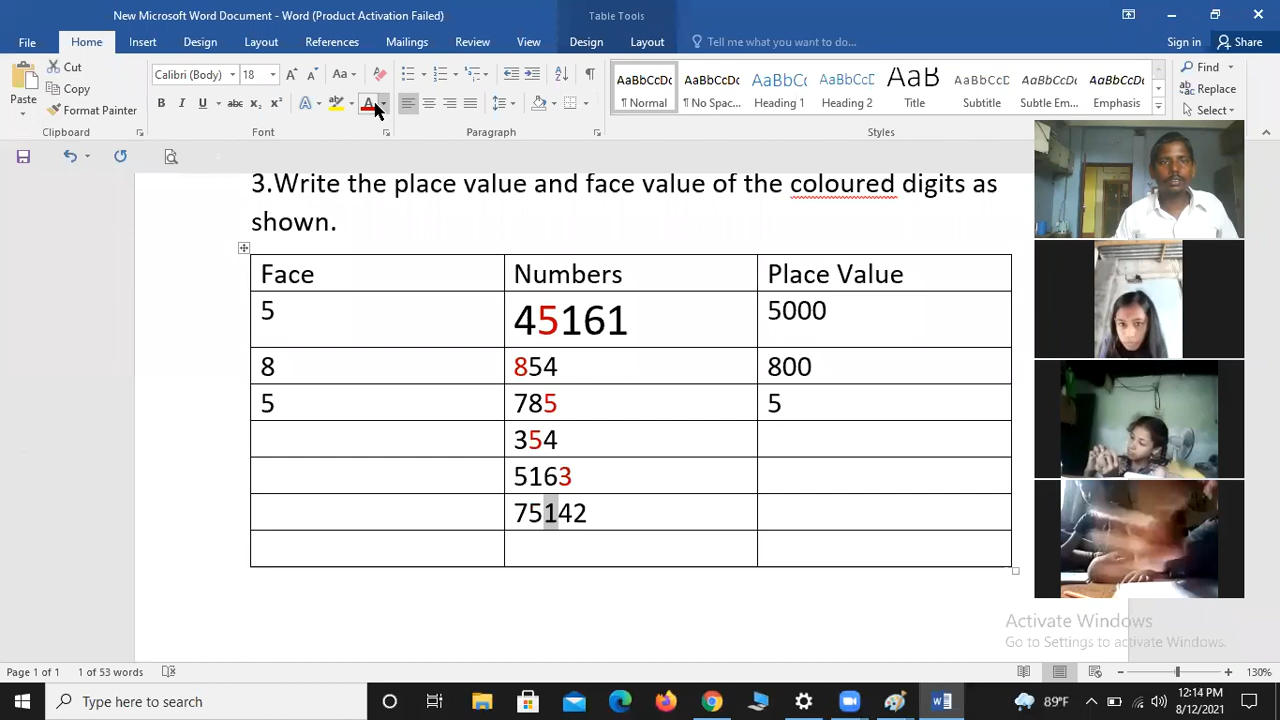 New Microsoft Word Document - Word (Product Activation Failed)
Table Tools
File Home Insert Design Layout References Mailings Review View Design Layout Tell me what you want to do... Sign in Share
Paste
Cut
Copy
Format Painter
Clipboard
Calibri (Body) 18
Font
Paragraph
AaBbCcDc AaBbCcDc AaBbCc AaBbCcC AaB AaBbCcD AaBbCcDc AaBbCcDc
¶ Normal ¶ No Spac... Heading 1 Heading 2 Title Subtitle Subtle Em... Emphasis
Styles
Find
Replace
Select
Editing
3.Write the place value and face value of the coloured digits as
shown.
Face Numbers Place Value
5 45161 5000
8 854 800
5 785 5
354
5163
75142
Activate Windows
Go to Settings to activate Windows.
Page 1 of 1 1 of 53 words 130%
Type here to search
89°F
12:14 PM
8/12/2021